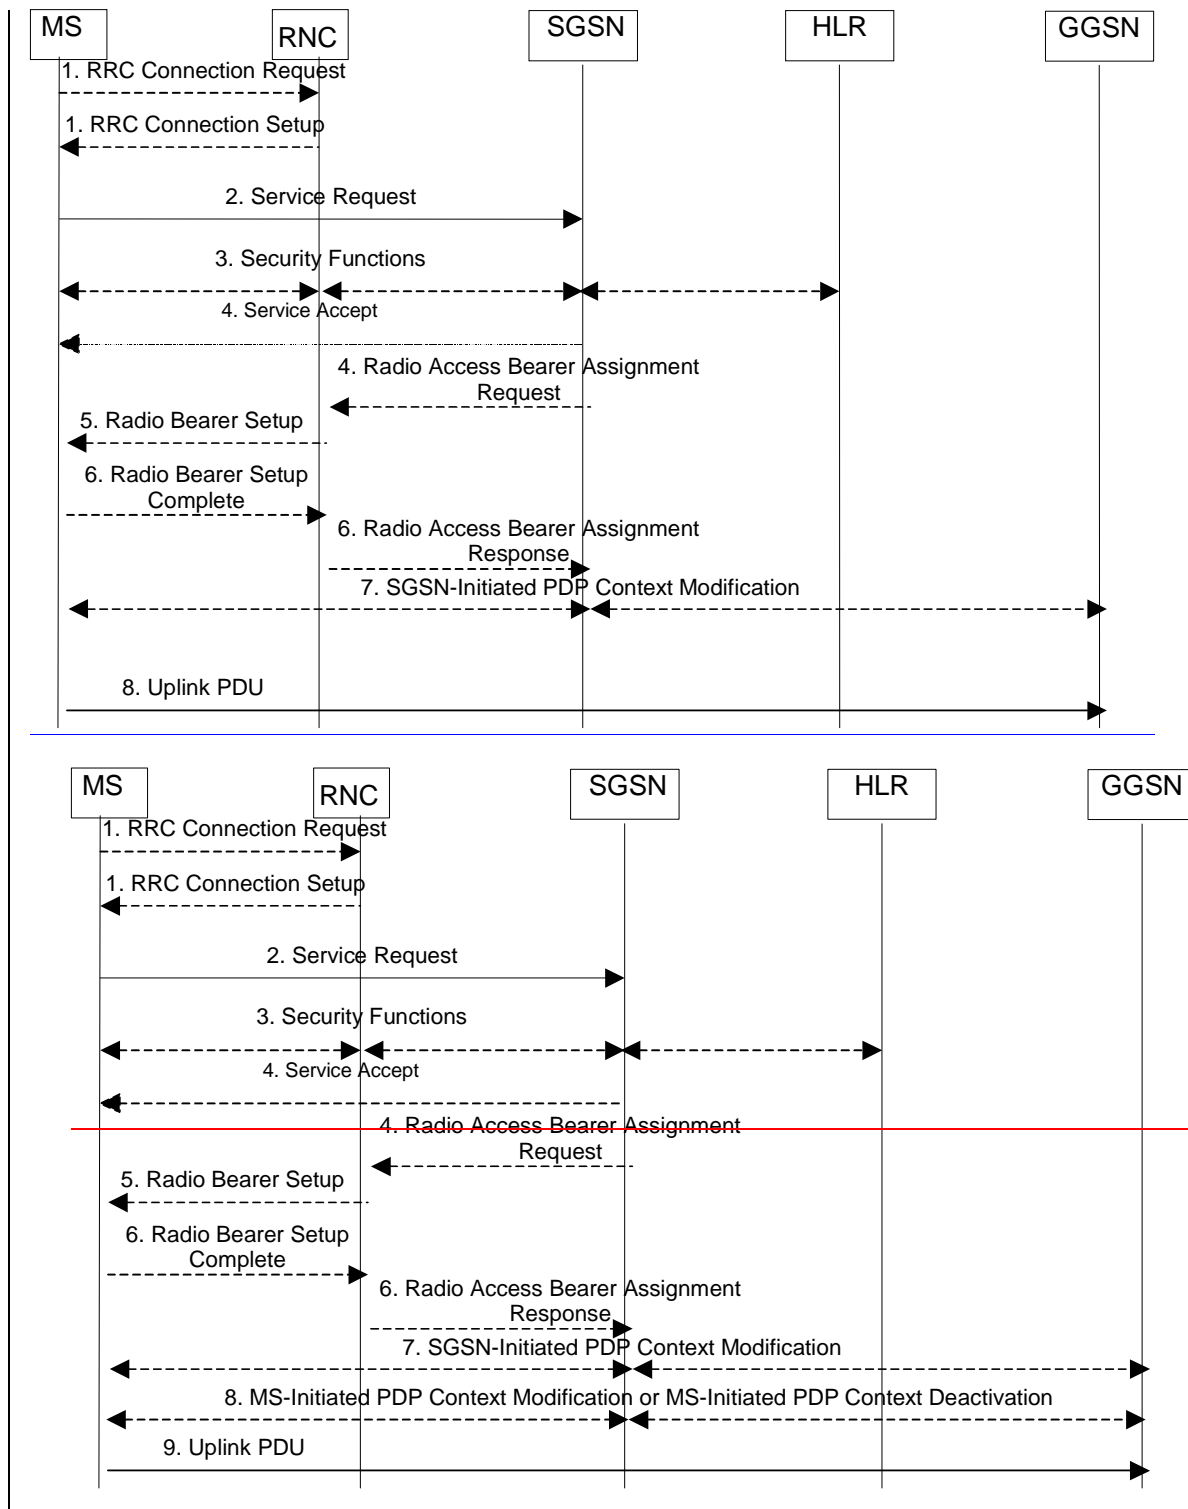 MS
RNC
SGSN
HLR
GGSN
1. RRC Connection Request
1. RRC Connection Setup
2. Service Request
3. Security Functions
4. Service Accept
4. Radio Access Bearer Assignment
Request
5. Radio Bearer Setup
6. Radio Bearer Setup
Complete
6. Radio Access Bearer Assignment
Response
7. SGSN-Initiated PDP Context Modification
8. Uplink PDU
MS
RNC
SGSN
HLR
GGSN
1. RRC Connection Request
1. RRC Connection Setup
2. Service Request
3. Security Functions
4. Service Accept
4. Radio Access Bearer Assignment
Request
5. Radio Bearer Setup
6. Radio Bearer Setup
Complete
6. Radio Access Bearer Assignment
Response
7. SGSN-Initiated PDP Context Modification
8. MS-Initiated PDP Context Modification or MS-Initiated PDP Context Deactivation
9. Uplink PDU